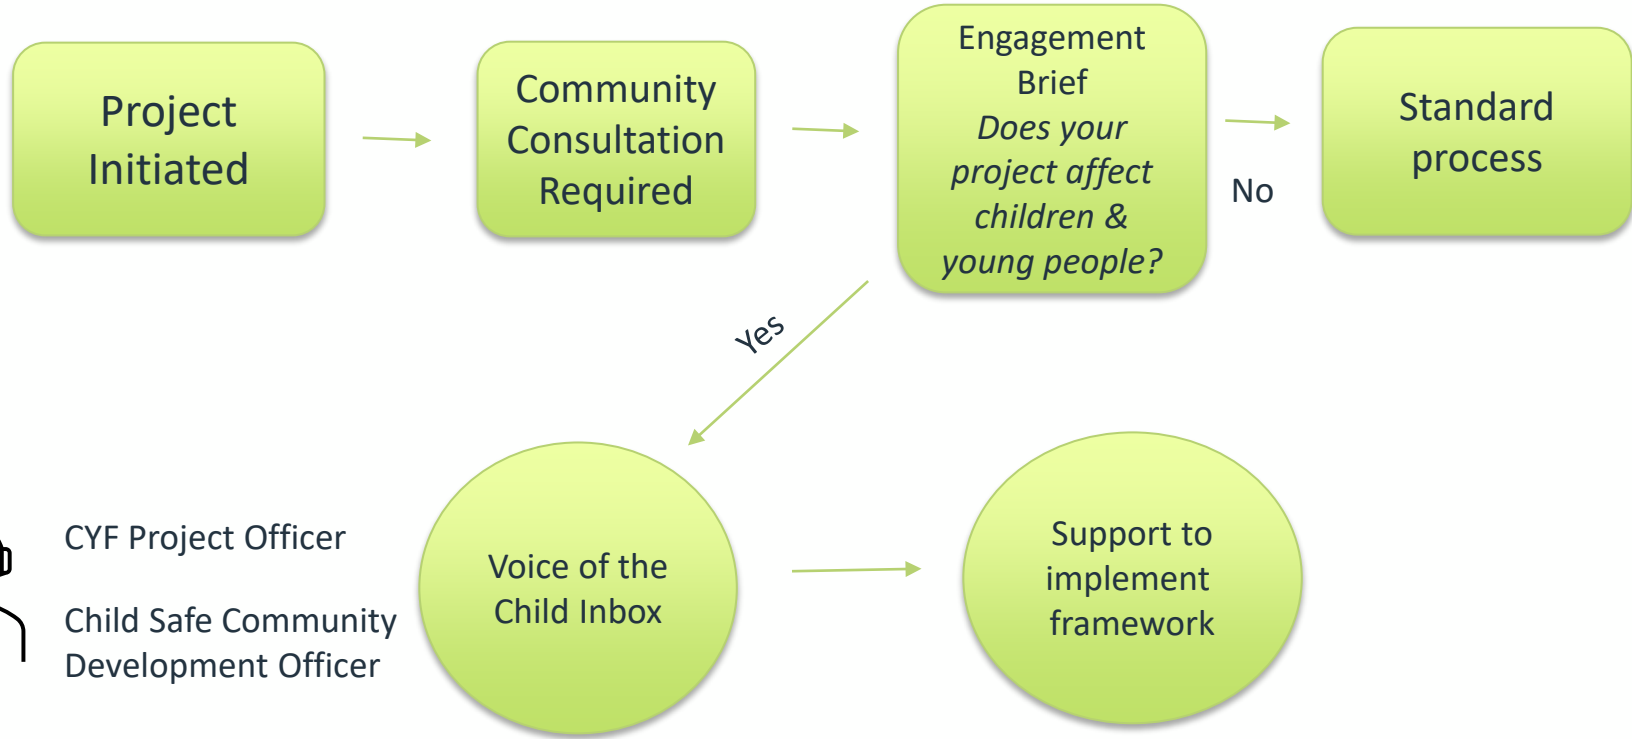 Project
Initiated
Community
Consultation
Required
Engagement
Brief
Does your
project affect
children &
young people?
No
Standard
process
Yes
CYF Project Officer
Child Safe Community
Development Officer
Voice of the
Child Inbox
Support to
implement
framework